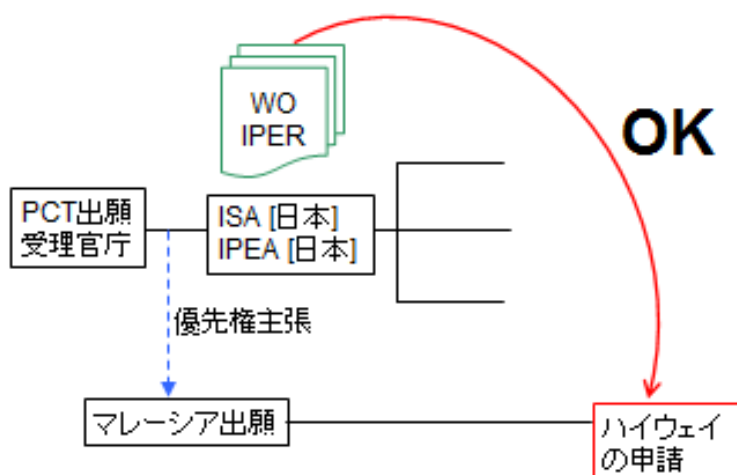 WO
IPER
OK
PCT出願
受理官庁
ISA [日本]
IPEA [日本]
優先権主張
マレーシア出願
ハイウェイ
の申請